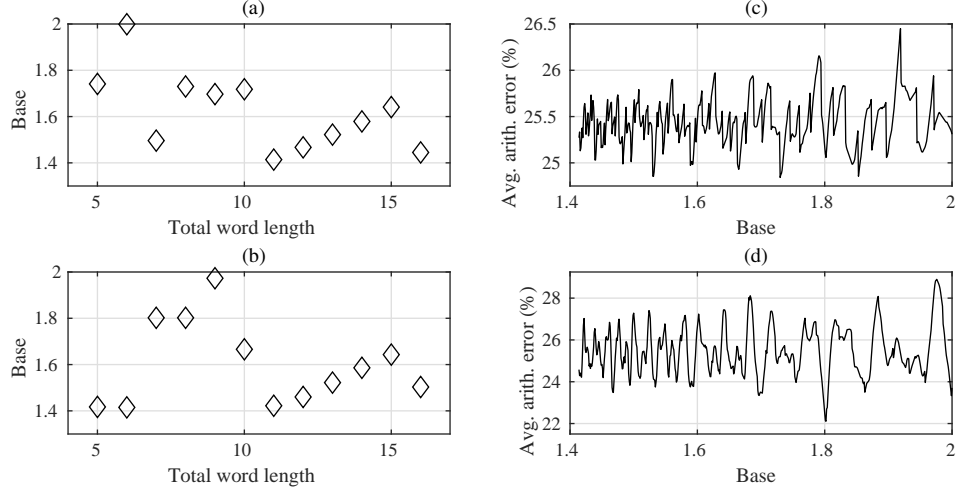 (a)
2
1.8
1.6
1.4
Base
5
10
15
Total word length
(c)
26.5
26
25.5
25
Avg. arith. error (%)
1.4
1.6
1.8
2
Base
(b)
2
1.8
1.6
1.4
Base
5
10
15
Total word length
(d)
28
26
24
22
Avg. arith. error (%)
1.4
1.6
1.8
2
Base